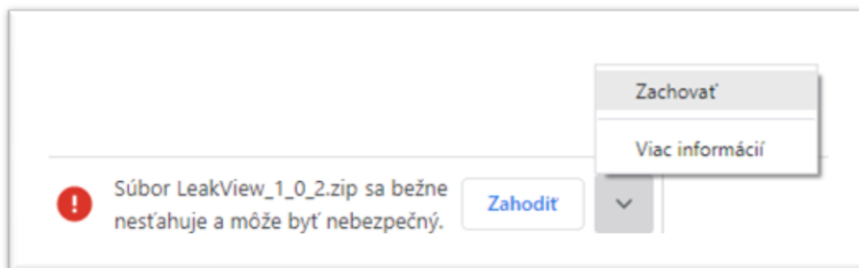 Zachovať
Viac informácií
Súbor LeakView_1_0_2.zip sa bežne
nesťahuje a môže byť nebezpečný.
Zahodiť